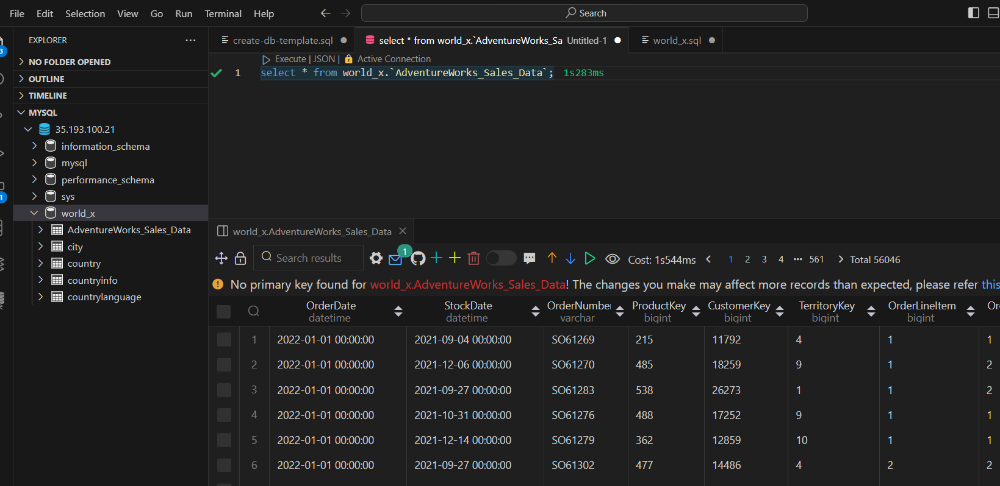 File Edit Selection View Go Run Terminal Help
Search
EXPLORER
3
NO FOLDER OPENED
OUTLINE
TIMELINE
MYSQL
35.193.100.21
information_schema
mysql
performance_schema
sys
1
world_x
AdventureWorks_Sales_Data
city
country
countryinfo
countrylanguage
create-db-template.sql
select * from world_x.`AdventureWorks_Sa Untitled-1
world_x.sql
Execute | JSON | Active Connection
1 select * from world_x.`AdventureWorks_Sales_Data`; 1s283ms
world_x.AdventureWorks_Sales_Data
Search results 1 Cost: 1s544ms 1 2 3 4 ••• 561 Total 56046
No primary key found for world_x.AdventureWorks_Sales_Data! The changes you make may affect more records than expected, please refer this
OrderDate StockDate OrderNumber ProductKey CustomerKey TerritoryKey OrderLineItem Or
datetime datetime varchar bigint bigint bigint bigint
1 2022-01-01 00:00:00 2021-09-04 00:00:00 SO61269 215 11792 4 1 1
2 2022-01-01 00:00:00 2021-12-06 00:00:00 SO61270 485 18259 9 1 2
3 2022-01-01 00:00:00 2021-09-27 00:00:00 SO61283 538 26273 1 1 2
4 2022-01-01 00:00:00 2021-10-31 00:00:00 SO61276 488 17252 9 1 1
5 2022-01-01 00:00:00 2021-12-14 00:00:00 SO61279 362 12859 10 1 1
6 2022-01-01 00:00:00 2021-09-27 00:00:00 SO61302 477 14486 4 2 2